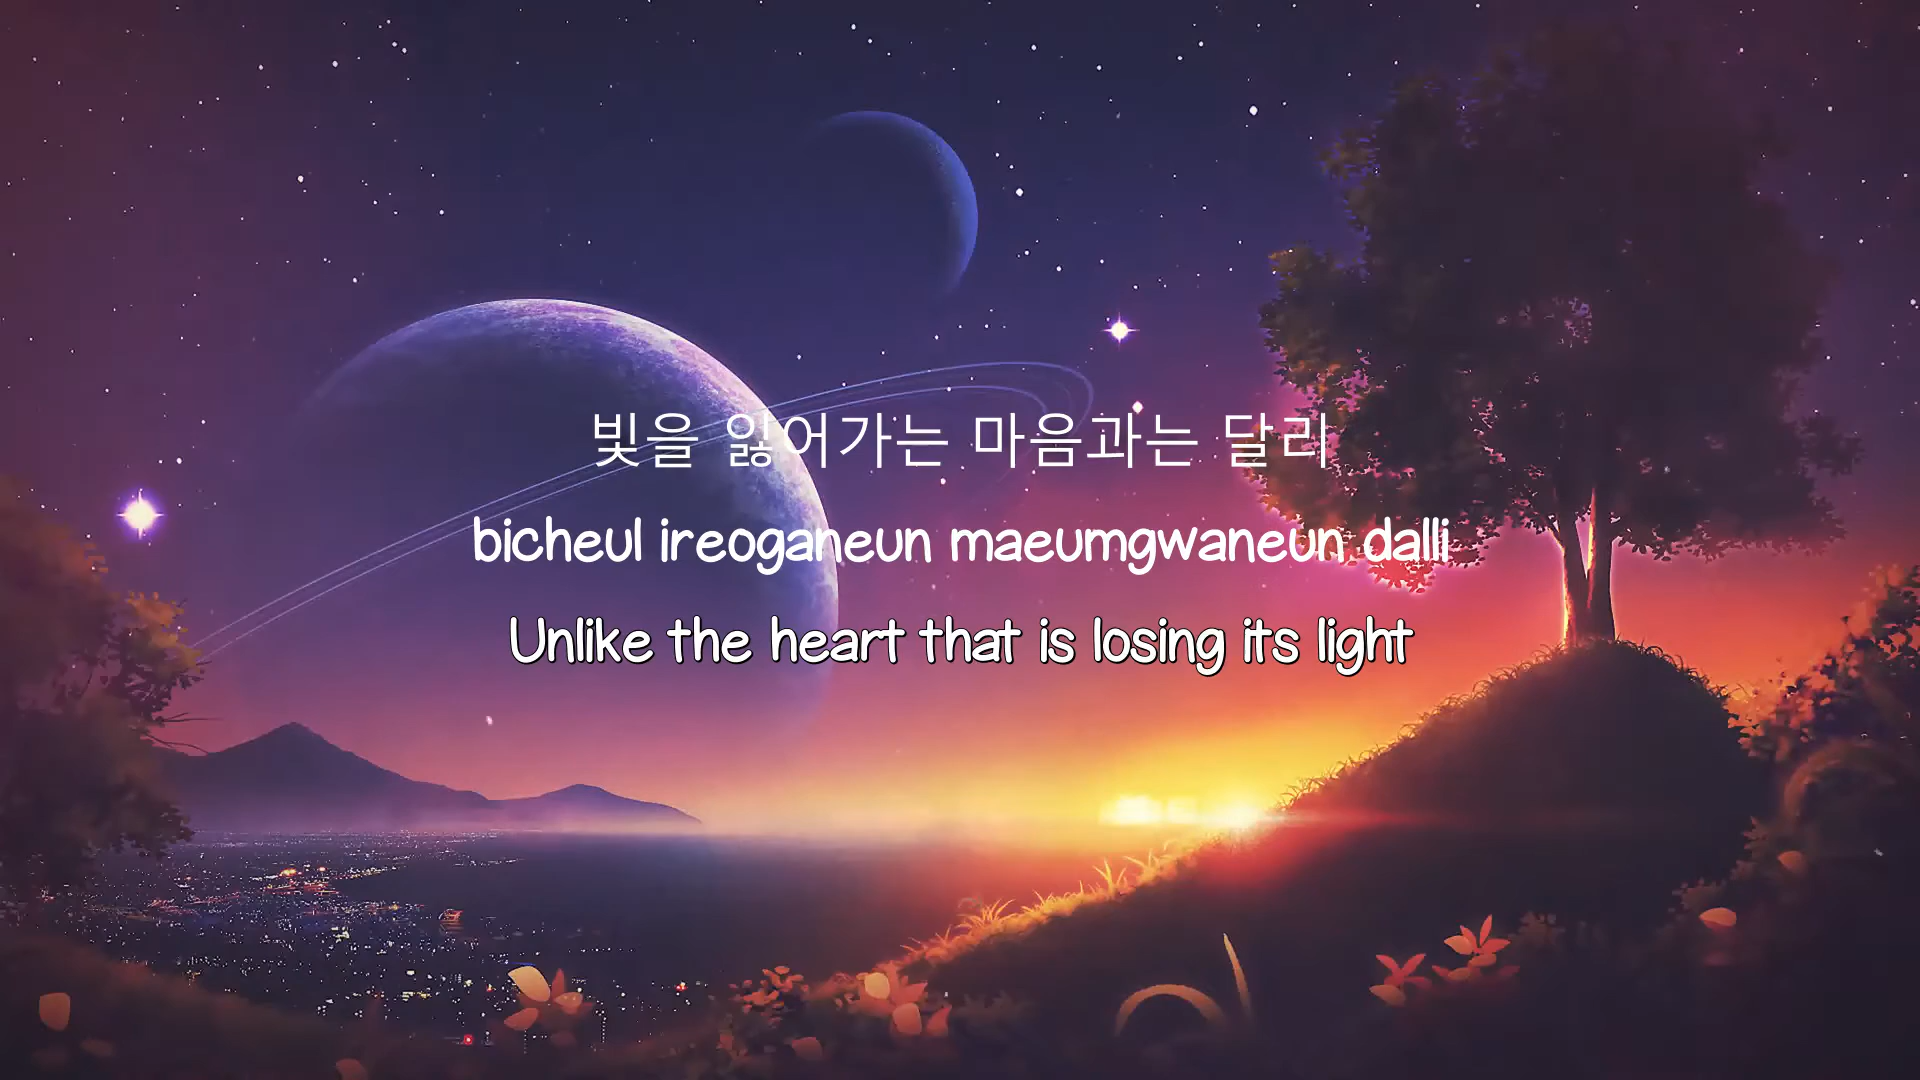 빛을 잃어가는 마음과는 달리
bicheul ireoganeun maeumgwaneun dalli
Unlike the heart that is losing its light